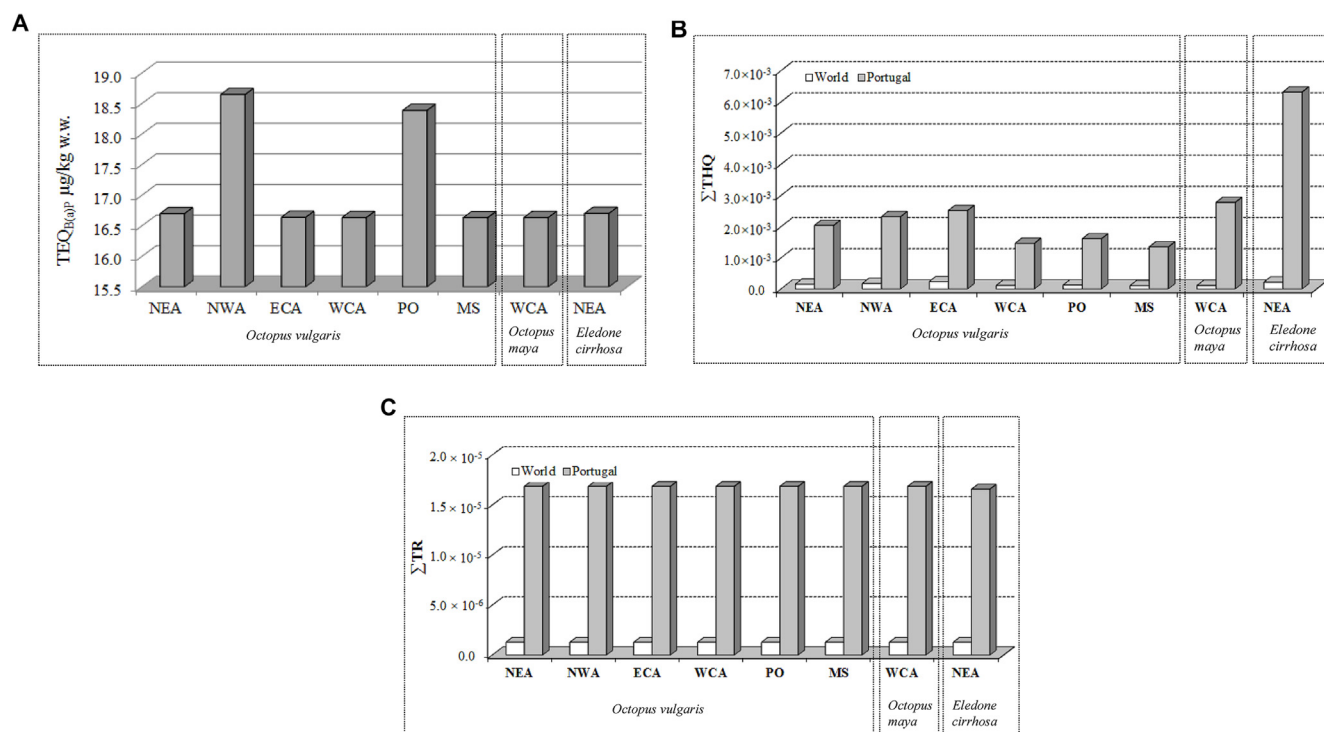 A
TEQB(a)P µg/kg w.w.
19.0
18.5
18.0
17.5
17.0
16.5
16.0
15.5
NEA NWA ECA WCA PO MS WCA NEA
Octopus vulgaris
Octopus
maya
Eledone
cirrhosa
B
∑THQ
World Portugal
7.0×10⁻³
6.0×10⁻³
5.0×10⁻³
4.0×10⁻³
3.0×10⁻³
2.0×10⁻³
1.0×10⁻³
0.0
NEA NWA ECA WCA PO MS WCA NEA
Octopus vulgaris
Octopus
maya
Eledone
cirrhosa
C
∑TR
World Portugal
2.0 × 10⁻⁵
1.5 × 10⁻⁵
1.0 × 10⁻⁵
5.0 × 10⁻⁶
0.0
NEA NWA ECA WCA PO MS WCA NEA
Octopus vulgaris
Octopus
maya
Eledone
cirrhosa